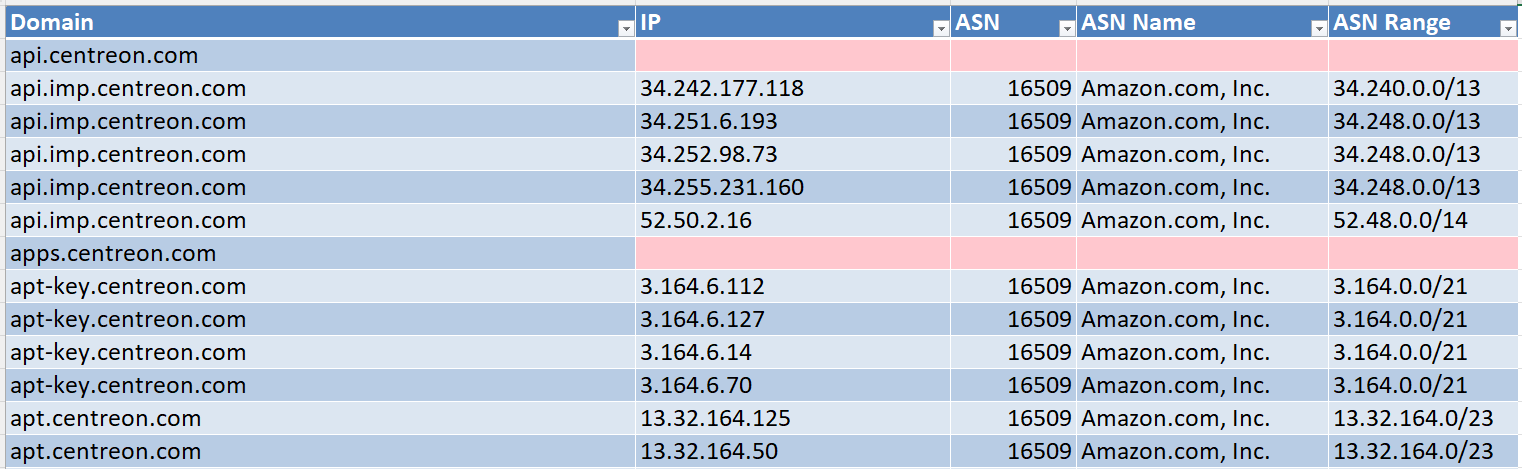 Domain IP ASN ASN Name ASN Range
api.centreon.com
api.imp.centreon.com 34.242.177.118 16509 Amazon.com, Inc. 34.240.0.0/13
api.imp.centreon.com 34.251.6.193 16509 Amazon.com, Inc. 34.248.0.0/13
api.imp.centreon.com 34.252.98.73 16509 Amazon.com, Inc. 34.248.0.0/13
api.imp.centreon.com 34.255.231.160 16509 Amazon.com, Inc. 34.248.0.0/13
api.imp.centreon.com 52.50.2.16 16509 Amazon.com, Inc. 52.48.0.0/14
apps.centreon.com
apt-key.centreon.com 3.164.6.112 16509 Amazon.com, Inc. 3.164.0.0/21
apt-key.centreon.com 3.164.6.127 16509 Amazon.com, Inc. 3.164.0.0/21
apt-key.centreon.com 3.164.6.14 16509 Amazon.com, Inc. 3.164.0.0/21
apt-key.centreon.com 3.164.6.70 16509 Amazon.com, Inc. 3.164.0.0/21
apt.centreon.com 13.32.164.125 16509 Amazon.com, Inc. 13.32.164.0/23
apt.centreon.com 13.32.164.50 16509 Amazon.com, Inc. 13.32.164.0/23